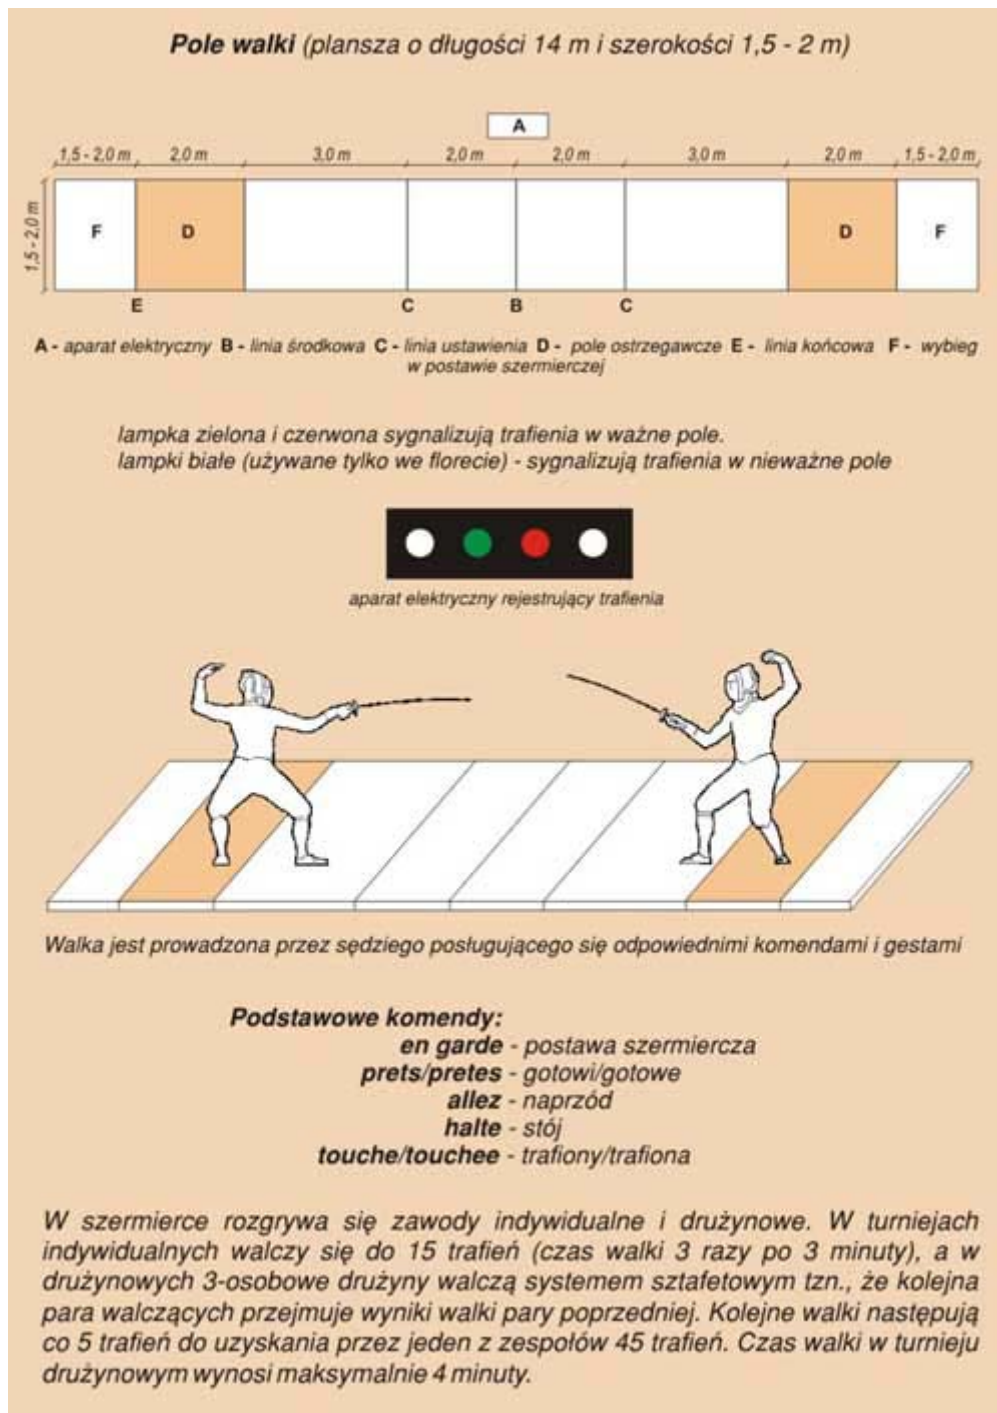 Pole walki (plansza o długości 14 m i szerokości 1,5 - 2 m)
A
1,5 - 2,0 m 2,0 m 3,0 m 2,0 m 2,0 m 3,0 m 2,0 m 1,5 - 2,0 m
1,5 - 2,0 m
F D D F
E C B C
A - aparat elektryczny B - linia środkowa C - linia ustawienia D - pole ostrzegawcze E - linia końcowa F - wybieg
w postawie szermierczej
lampka zielona i czerwona sygnalizują trafienia w ważne pole.
lampki białe (używane tylko we florecie) - sygnalizują trafienia w nieważne pole
aparat elektryczny rejestrujący trafienia
Walka jest prowadzona przez sędziego posługującego się odpowiednimi komendami i gestami
Podstawowe komendy:
en garde - postawa szermiercza
prets/pretes - gotowi/gotowe
allez - naprzód
halte - stój
touche/touchee - trafiony/trafiona
W szermierce rozgrywa się zawody indywidualne i drużynowe. W turniejach
indywidualnych walczy się do 15 trafień (czas walki 3 razy po 3 minuty), a w
drużynowych 3-osobowe drużyny walczą systemem sztafetowym tzn., że kolejna
para walczących przejmuje wyniki walki pary poprzedniej. Kolejne walki następują
co 5 trafień do uzyskania przez jeden z zespołów 45 trafień. Czas walki w turnieju
drużynowym wynosi maksymalnie 4 minuty.